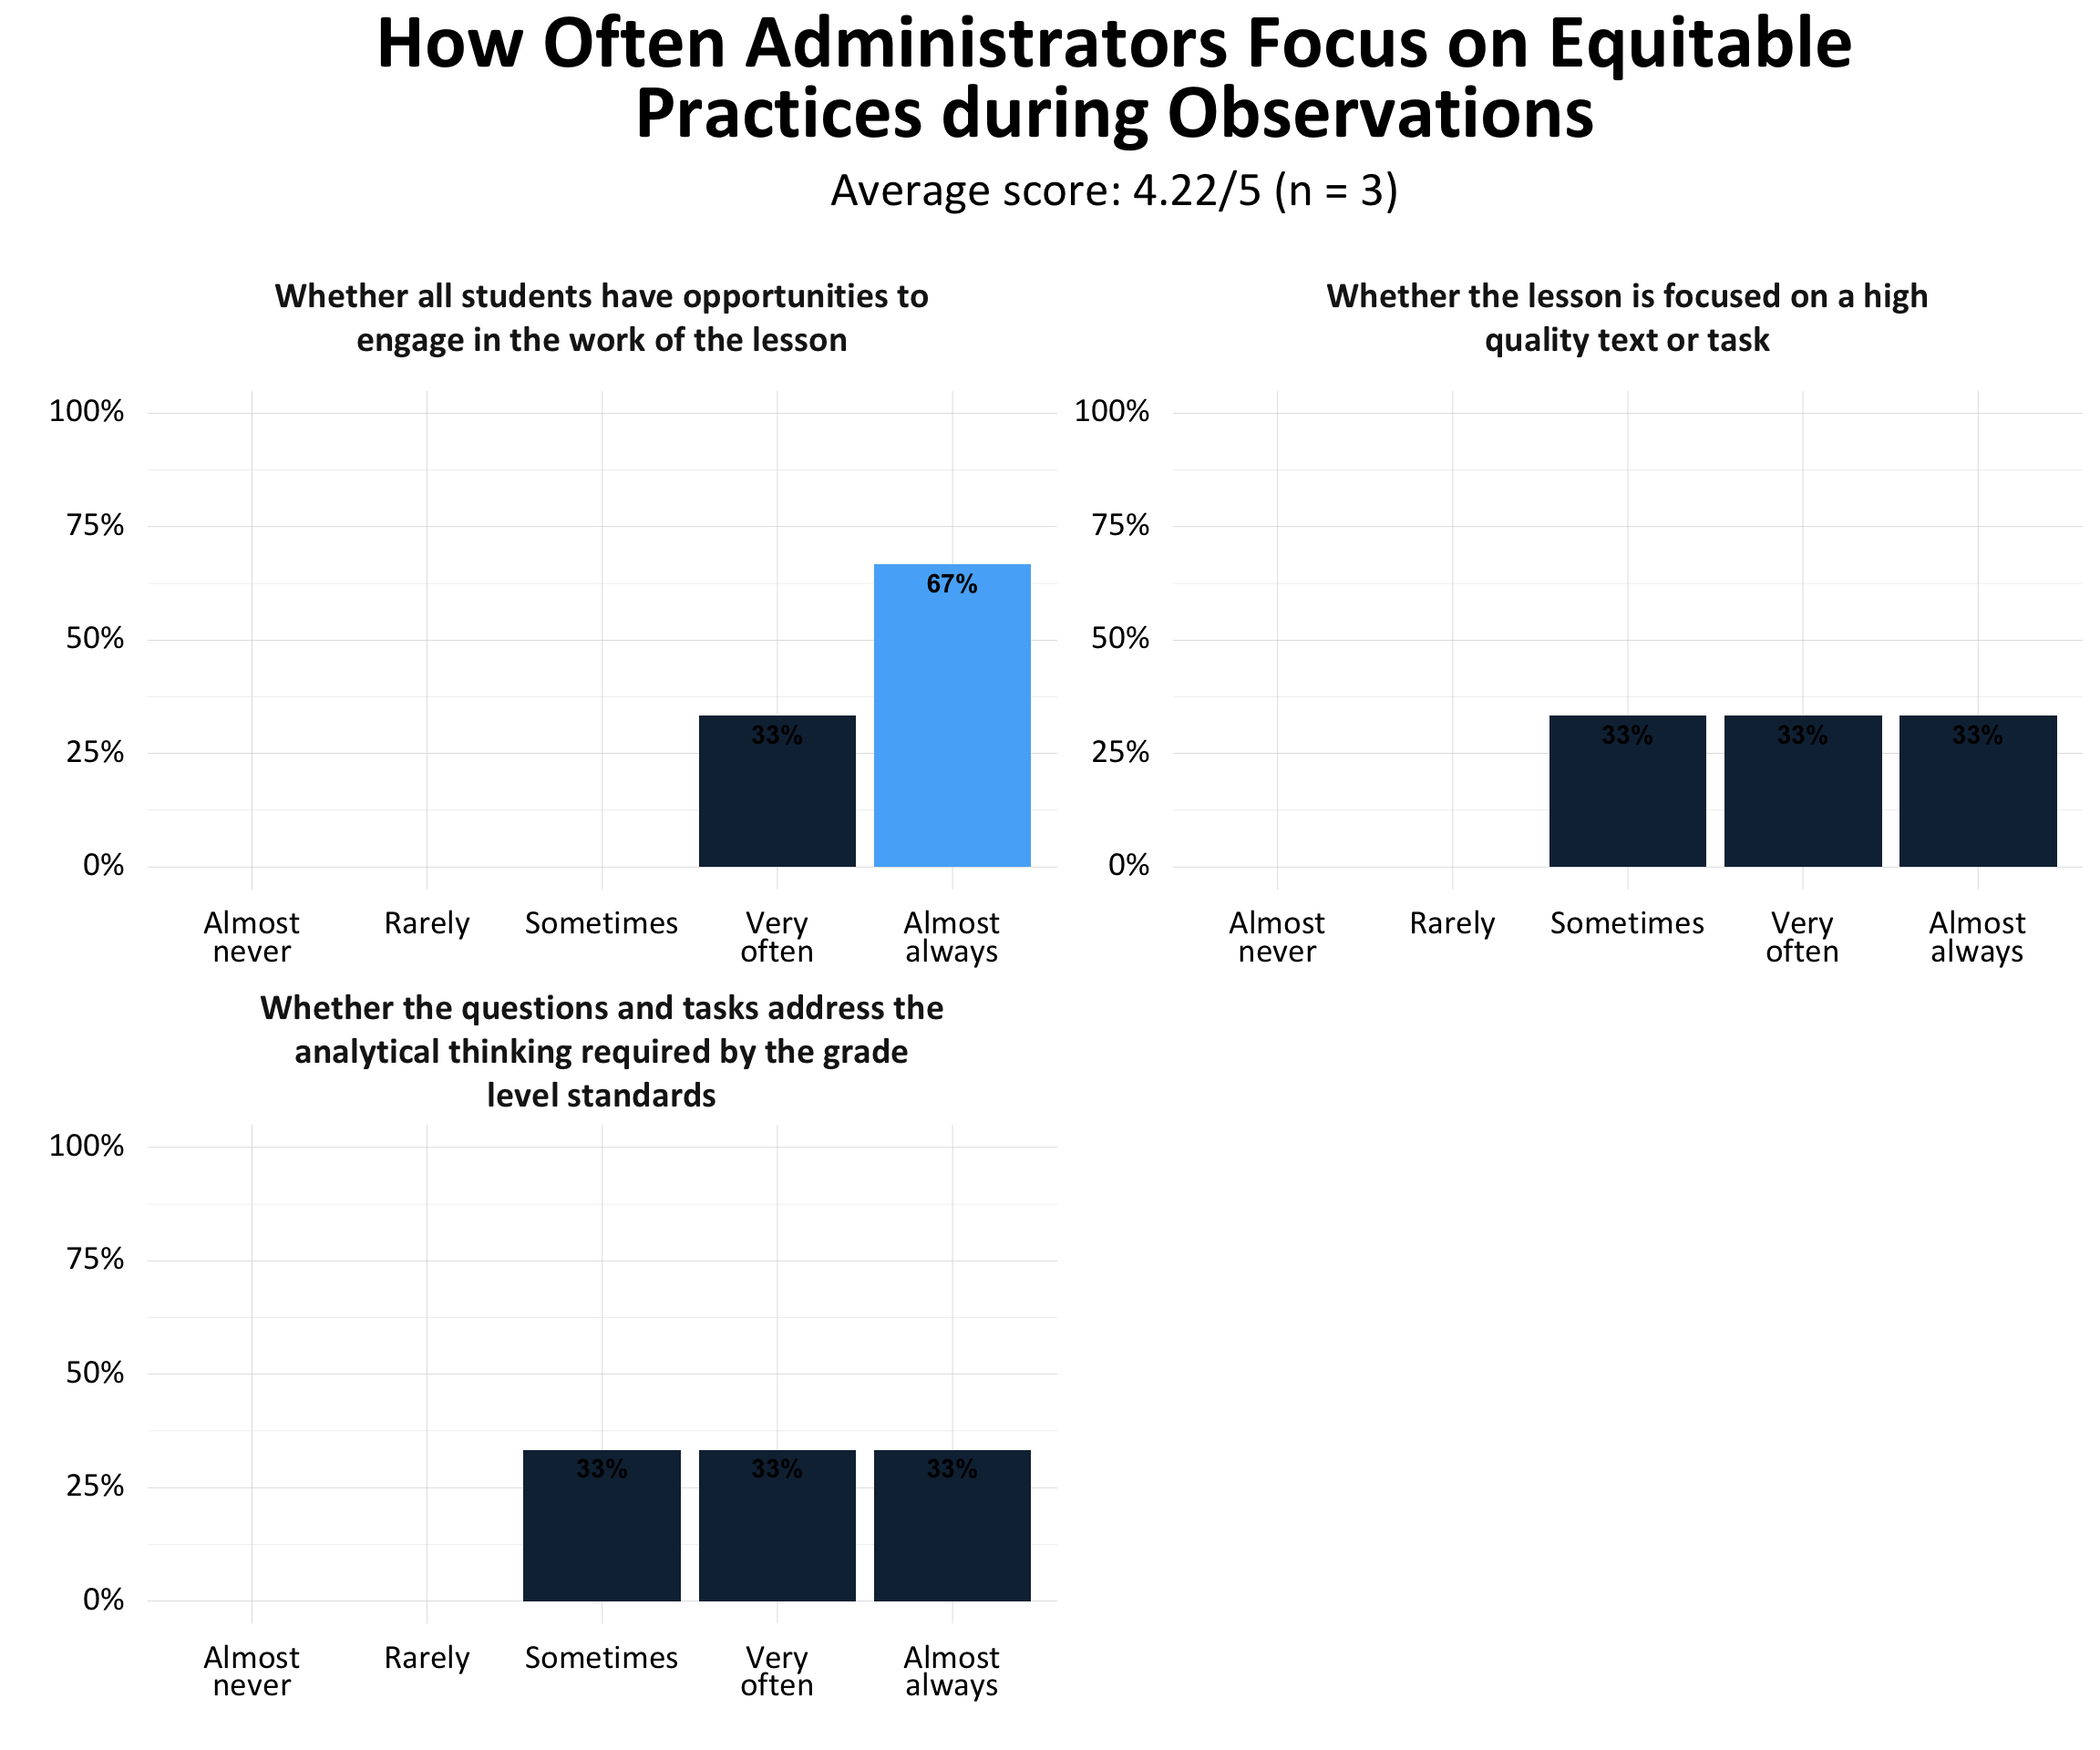 How Often Administrators Focus on Equitable
Practices during Observations
Average score: 4.22/5 (n = 3)
Whether all students have opportunities to
engage in the work of the lesson
100%
75%
50%
25%
0%
67%
33%
Almost
never
Rarely
Sometimes
Very
often
Almost
always
Whether the lesson is focused on a high
quality text or task
100%
75%
50%
25%
0%
33%
33%
33%
Almost
never
Rarely
Sometimes
Very
often
Almost
always
Whether the questions and tasks address the
analytical thinking required by the grade
level standards
100%
75%
50%
25%
0%
33%
33%
33%
Almost
never
Rarely
Sometimes
Very
often
Almost
always